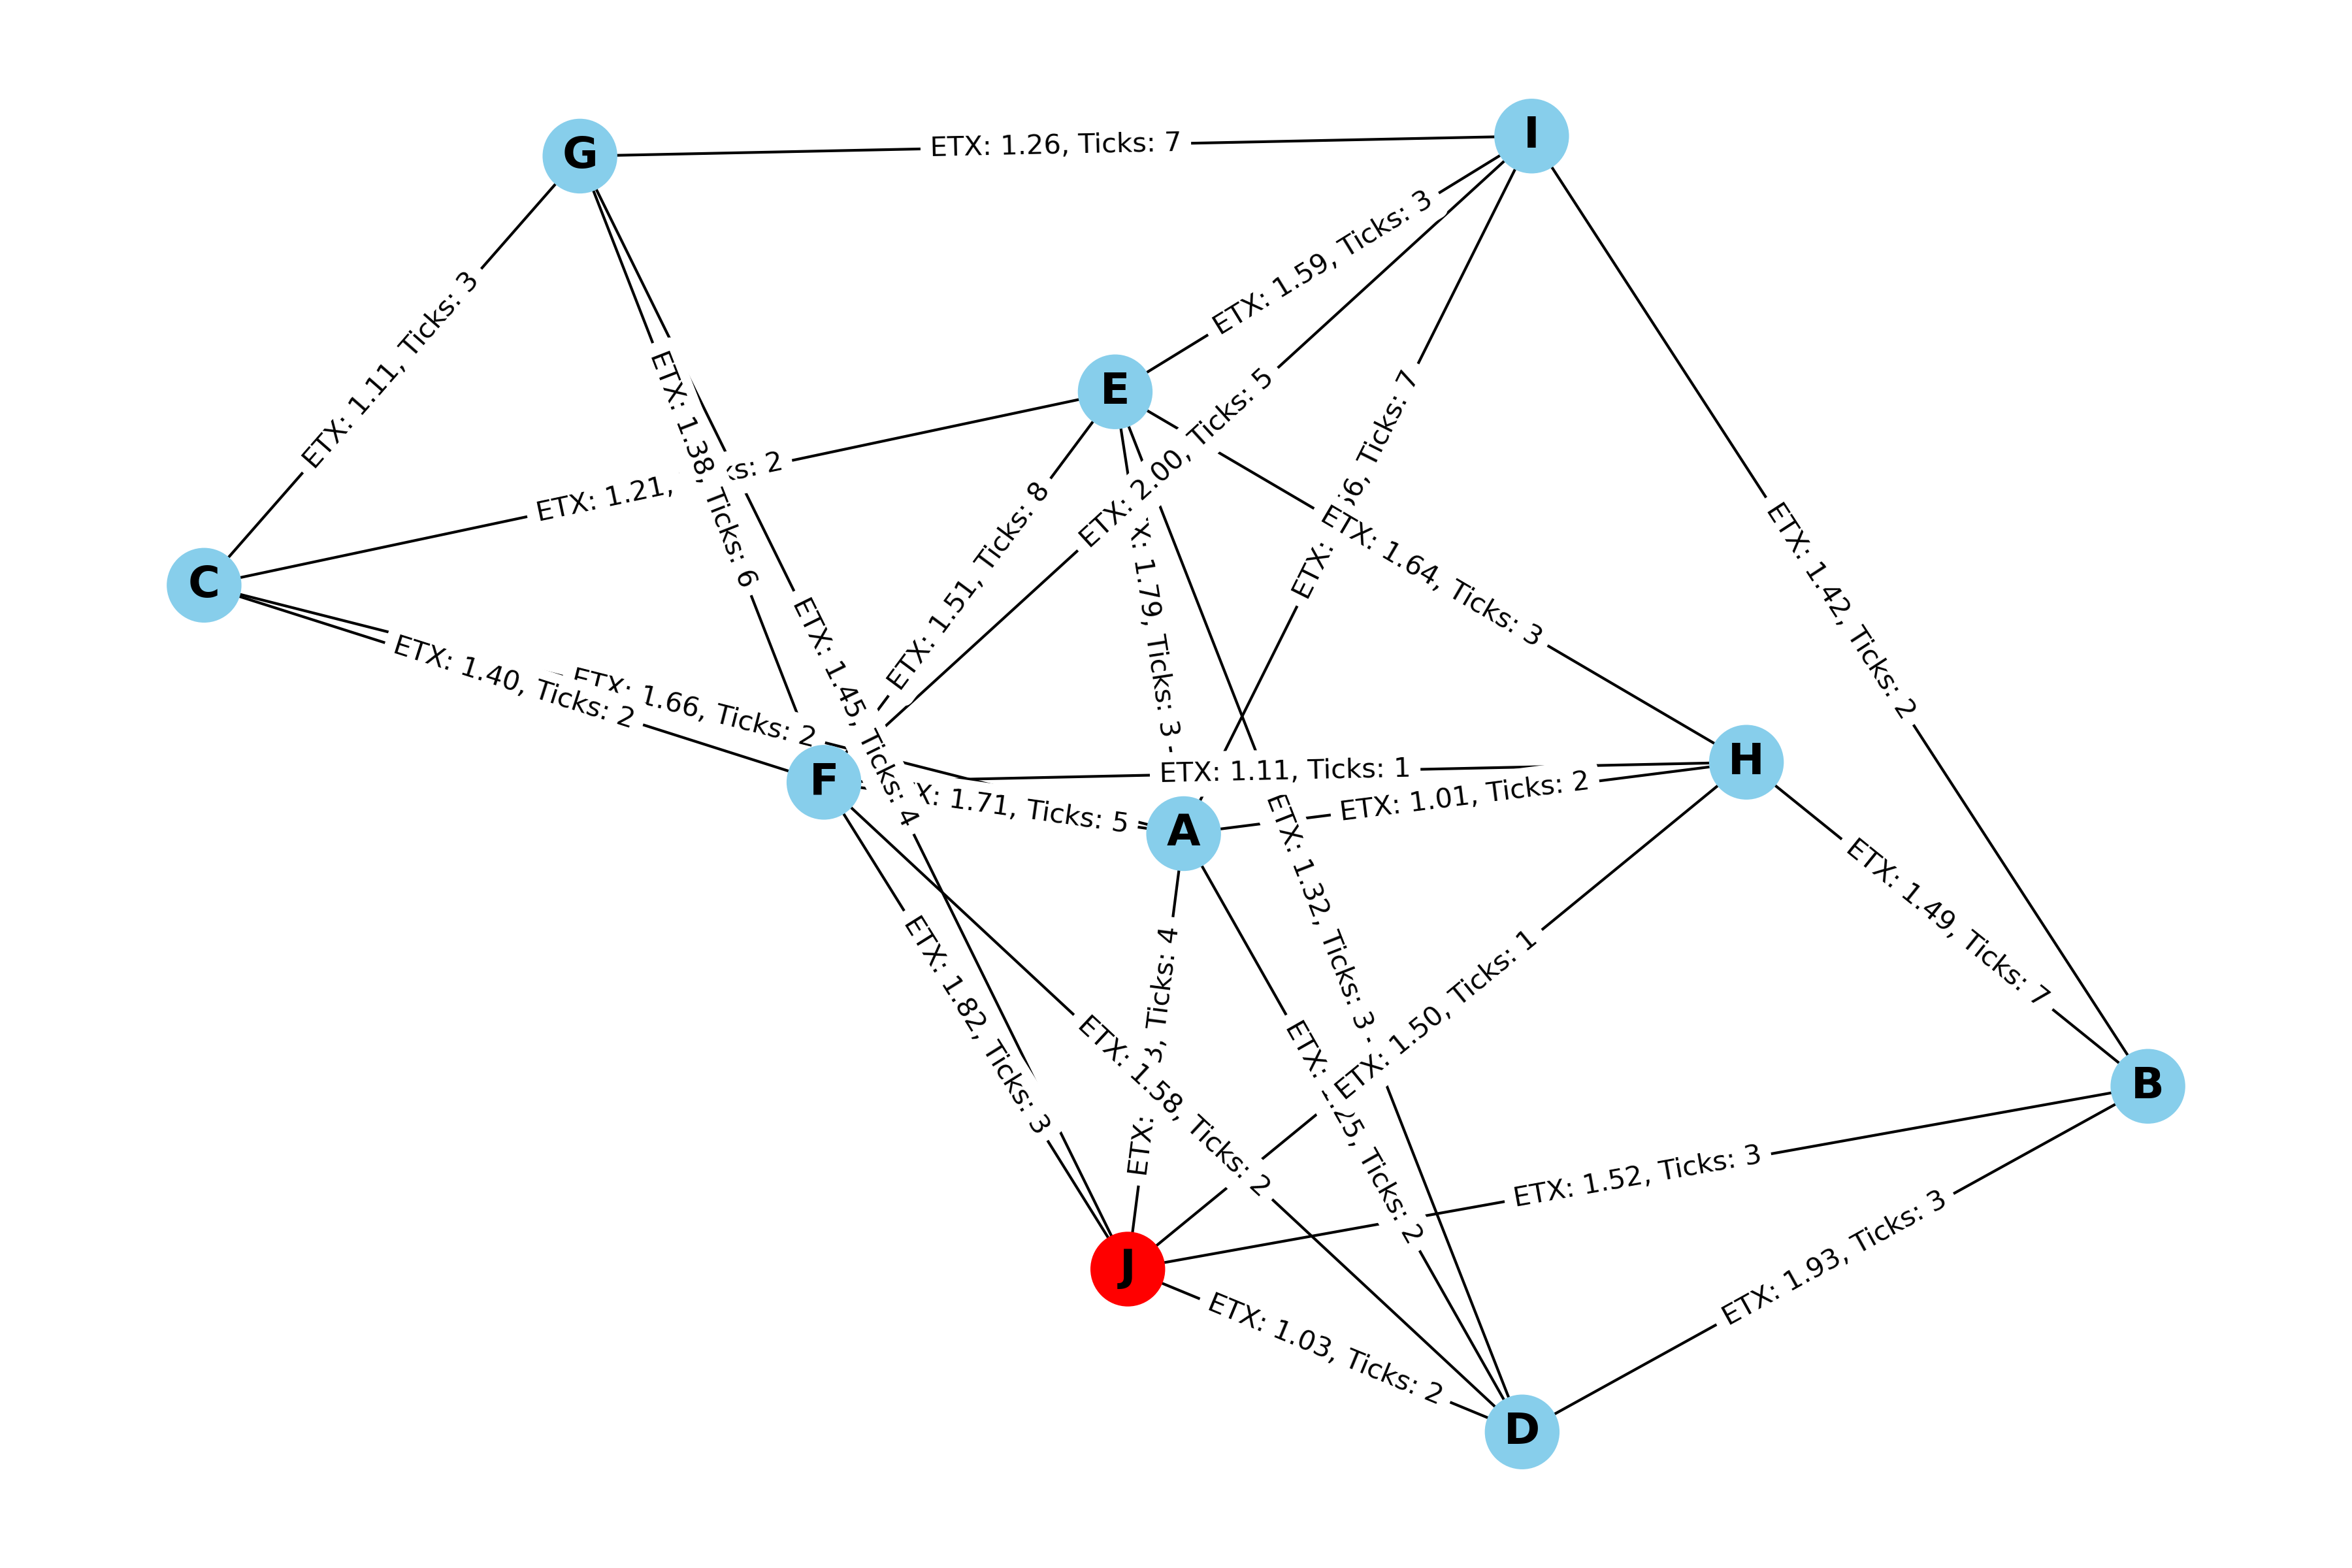 G
I
ETX: 1.26, Ticks: 7
ETX: 1.59, Ticks: 3
ETX: 1.11, Ticks: 3
E
ETX: 2.00, Ticks: 5
ETX: 1.38, Ticks: 6
ETX: 1.21, 2
ETX: 6, Ticks: 7
ETX: 1.51, Ticks: 8
ETX: 1.64, Ticks: 3
C
ETX: 1.42, Ticks: 2
1.79, Ticks: 3
ETX: 1.40, Ticks: 2
ETX: 1.66, Ticks: 2
ETX: 1.45, Ticks: 4
F
ETX: 1.11, Ticks: 1
H
1.71, Ticks: 5
A
ETX: 1.01, Ticks: 2
ETX: 1.32, Ticks: 3
ETX: 1.49, Ticks: 7
ETX: 1.82, Ticks: 3
ETX: 3, Ticks: 4
ETX: 1.50, Ticks: 1
ETX: 1.58, Ticks: 2
ETX: .25, Ticks: 2
B
ETX: 1.52, Ticks: 3
ETX: 1.93, Ticks: 3
J
ETX: 1.03, Ticks: 2
D